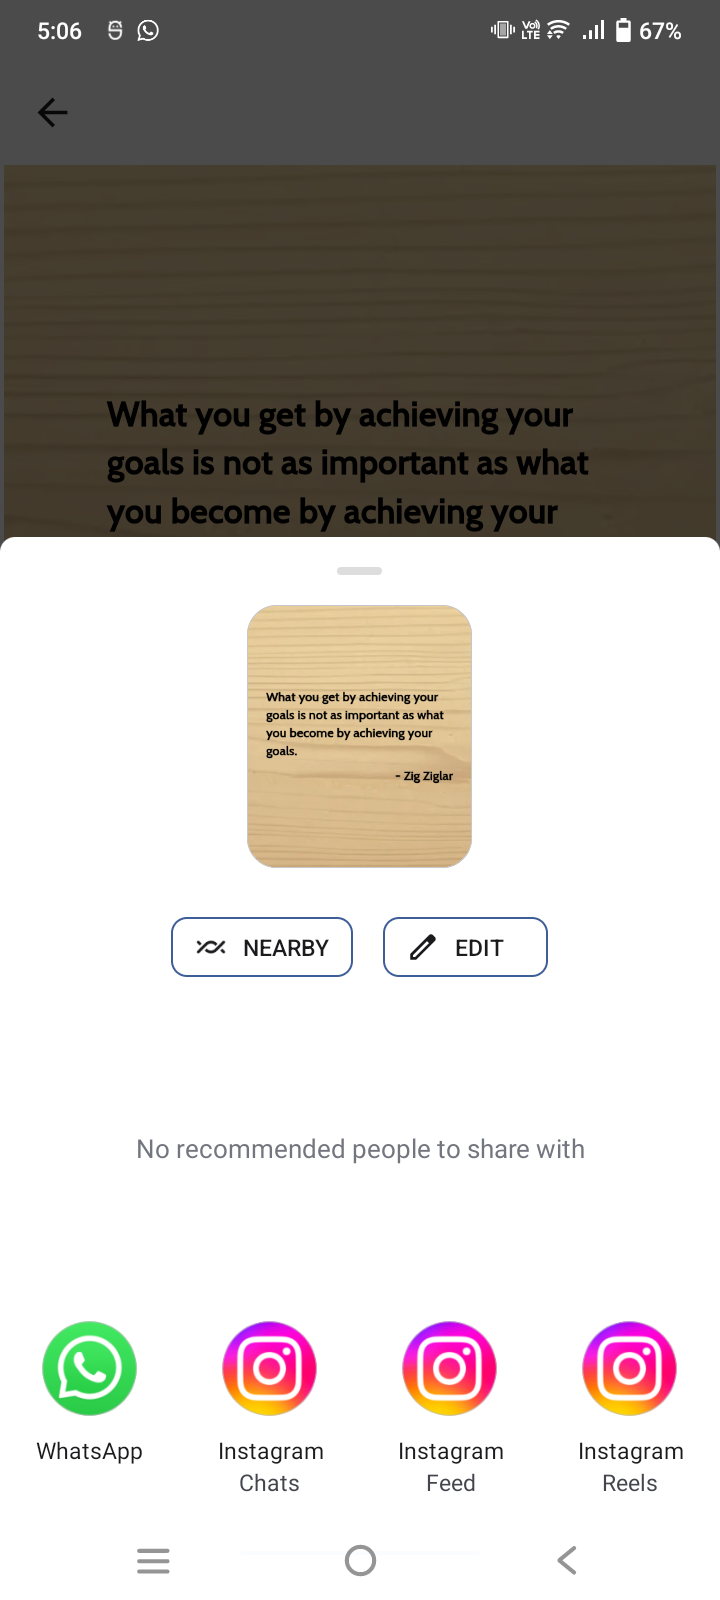 5:06
Vo)) LTE
67%
What you get by achieving your
goals is not as important as what
you become by achieving your
What you get by achieving your
goals is not as important as what
you become by achieving your
goals.
- Zig Ziglar
NEARBY
EDIT
No recommended people to share with
WhatsApp
Instagram
Chats
Instagram
Feed
Instagram
Reels